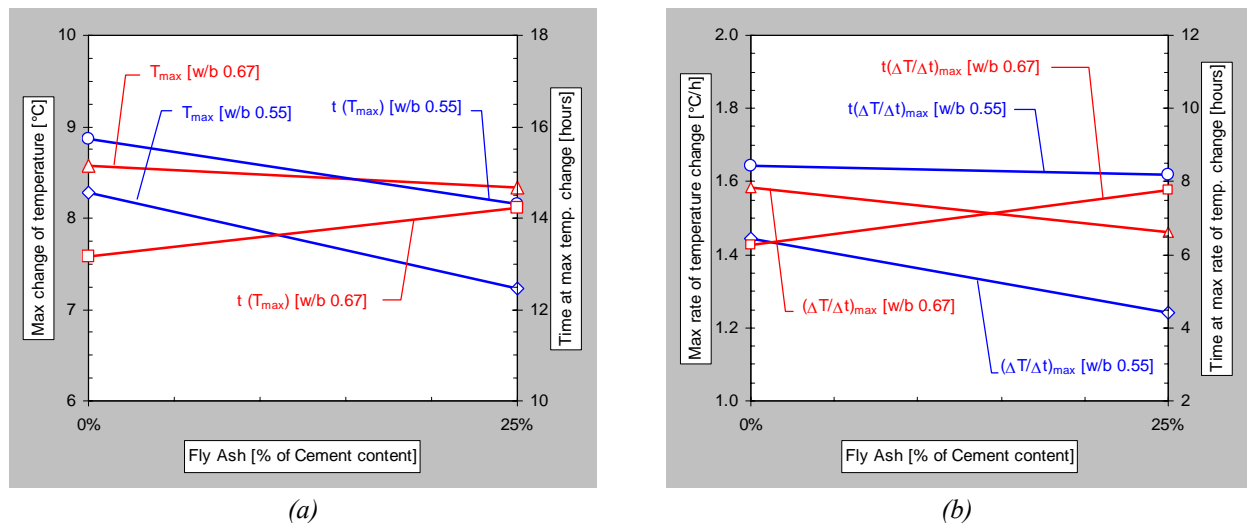 10
9
8
7
6
18
16
14
12
10
0%
25%
Max change of temperature [°C]
Time at max temp. change [hours]
Fly Ash [% of Cement content]
Tmax [w/b 0.67]
Tmax [w/b 0.55]
t (Tmax) [w/b 0.55]
t (Tmax) [w/b 0.67]
(a)
2.0
1.8
1.6
1.4
1.2
1.0
12
10
8
6
4
2
0%
25%
Max rate of temperature change [°C/h]
Time at max rate of temp. change [hours]
Fly Ash [% of Cement content]
t(ΔT/Δt)max [w/b 0.67]
t(ΔT/Δt)max [w/b 0.55]
(ΔT/Δt)max [w/b 0.67]
(ΔT/Δt)max [w/b 0.55]
(b)